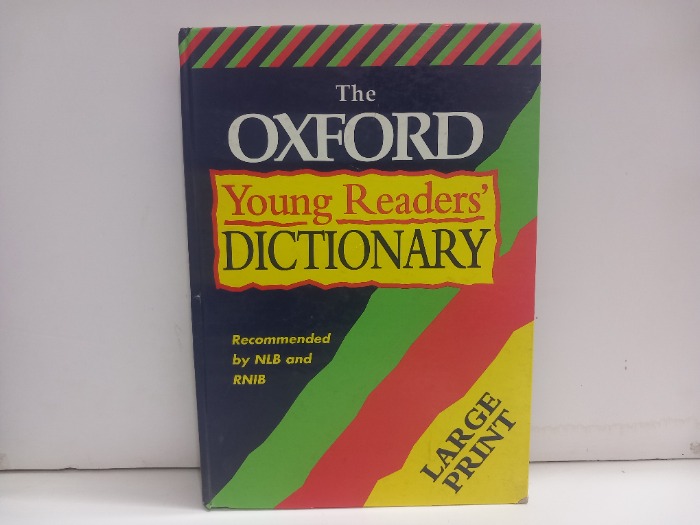 The
OXFORD
Young Readers'
DICTIONARY
Recommended
by NLB and
RNIB
LARGE
PRINT